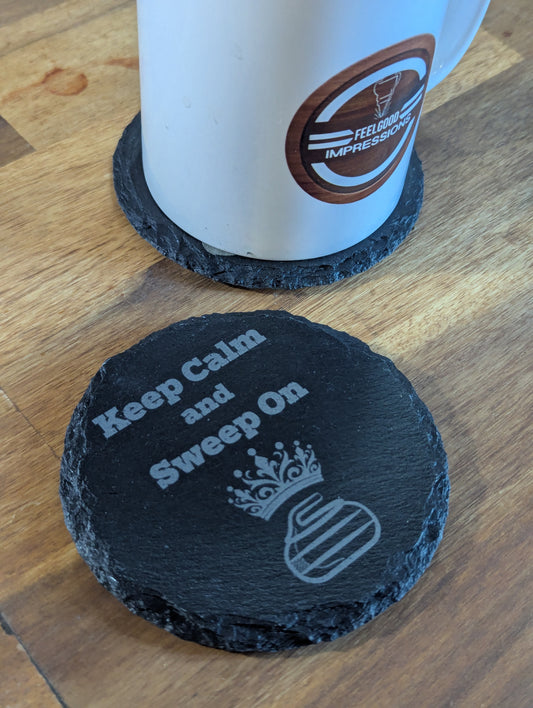 FEELGOOD
IMPRESSIONS
Keep Calm
and
Sweep On